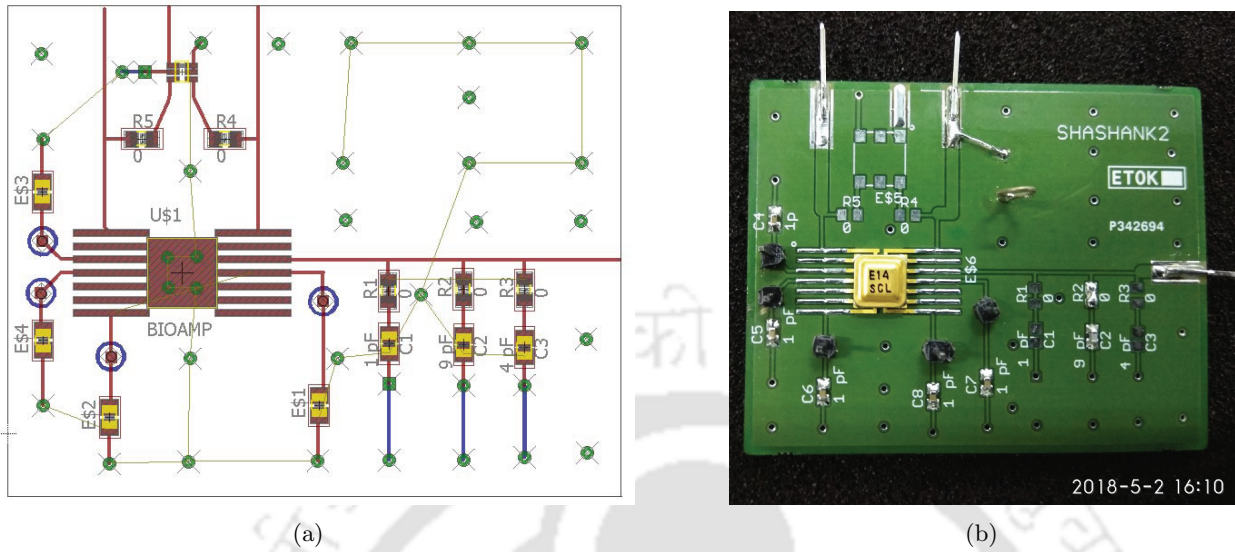 R5
R4
0
0
E$3
U$1
E$4
BIOAMP
R1
0
R2
0
R3
0
1 pF
C1
9 pF
C2
4 pF
C3
E$2
E$1
(a)
SHASHANK2
ETOK
P342694
E$5
R5
R4
0
0
C4
1p
E14
SCL
E$6
R1
0
R2
0
R3
0
C5
1 pF
1 pF
C1
9 pF
C2
4 pF
C3
C6
1 pF
C8
1 pF
C7
1 pF
2018-5-2 16:10
(b)